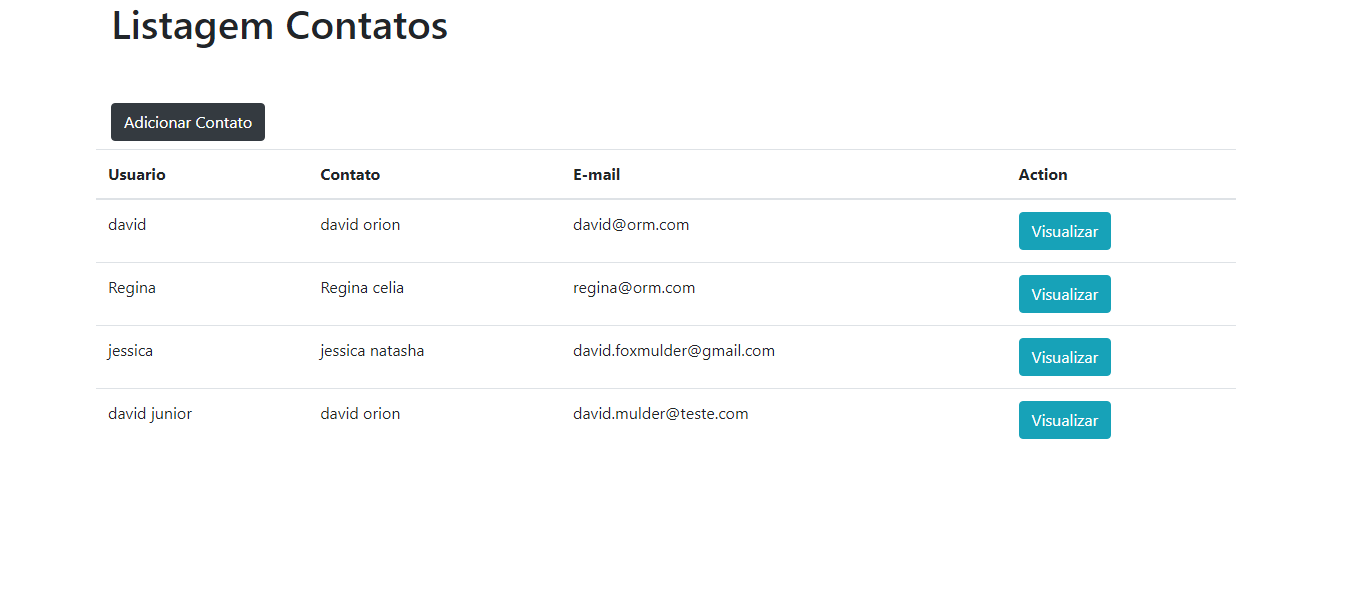 Listagem Contatos
Adicionar Contato
Usuario Contato E-mail Action
david david orion david@orm.com Visualizar
Regina Regina celia regina@orm.com Visualizar
jessica jessica natasha david.foxmulder@gmail.com Visualizar
david junior david orion david.mulder@teste.com Visualizar